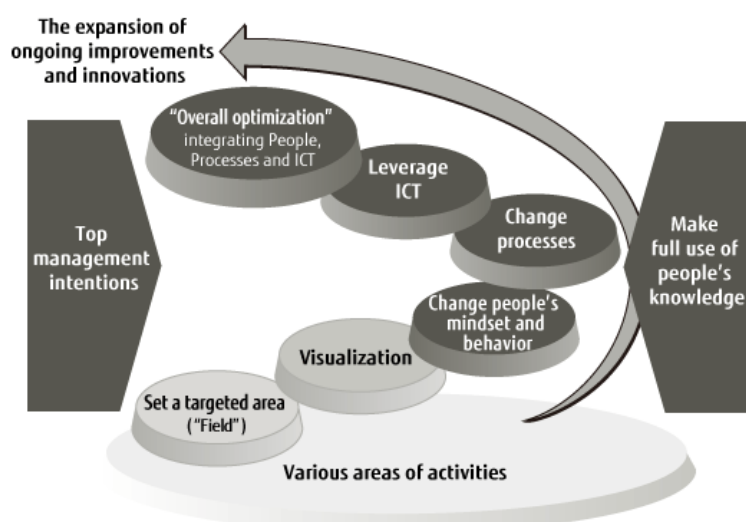 The expansion of
ongoing improvements
and innovations
“Overall optimization”
integrating People,
Processes and ICT
Leverage
ICT
Change
processes
Top
management
intentions
Make
full use of
people’s
knowledge
Change people’s
mindset and
behavior
Visualization
Set a targeted area
(“Field”)
Various areas of activities